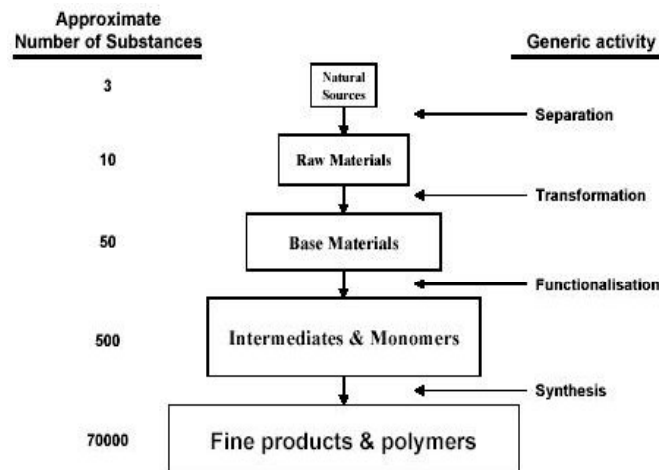 Approximate
Number of Substances
Generic activity
3
Natural
Sources
Separation
10
Raw Materials
Transformation
50
Base Materials
Functionalisation
500
Intermediates & Monomers
Synthesis
70000
Fine products & polymers